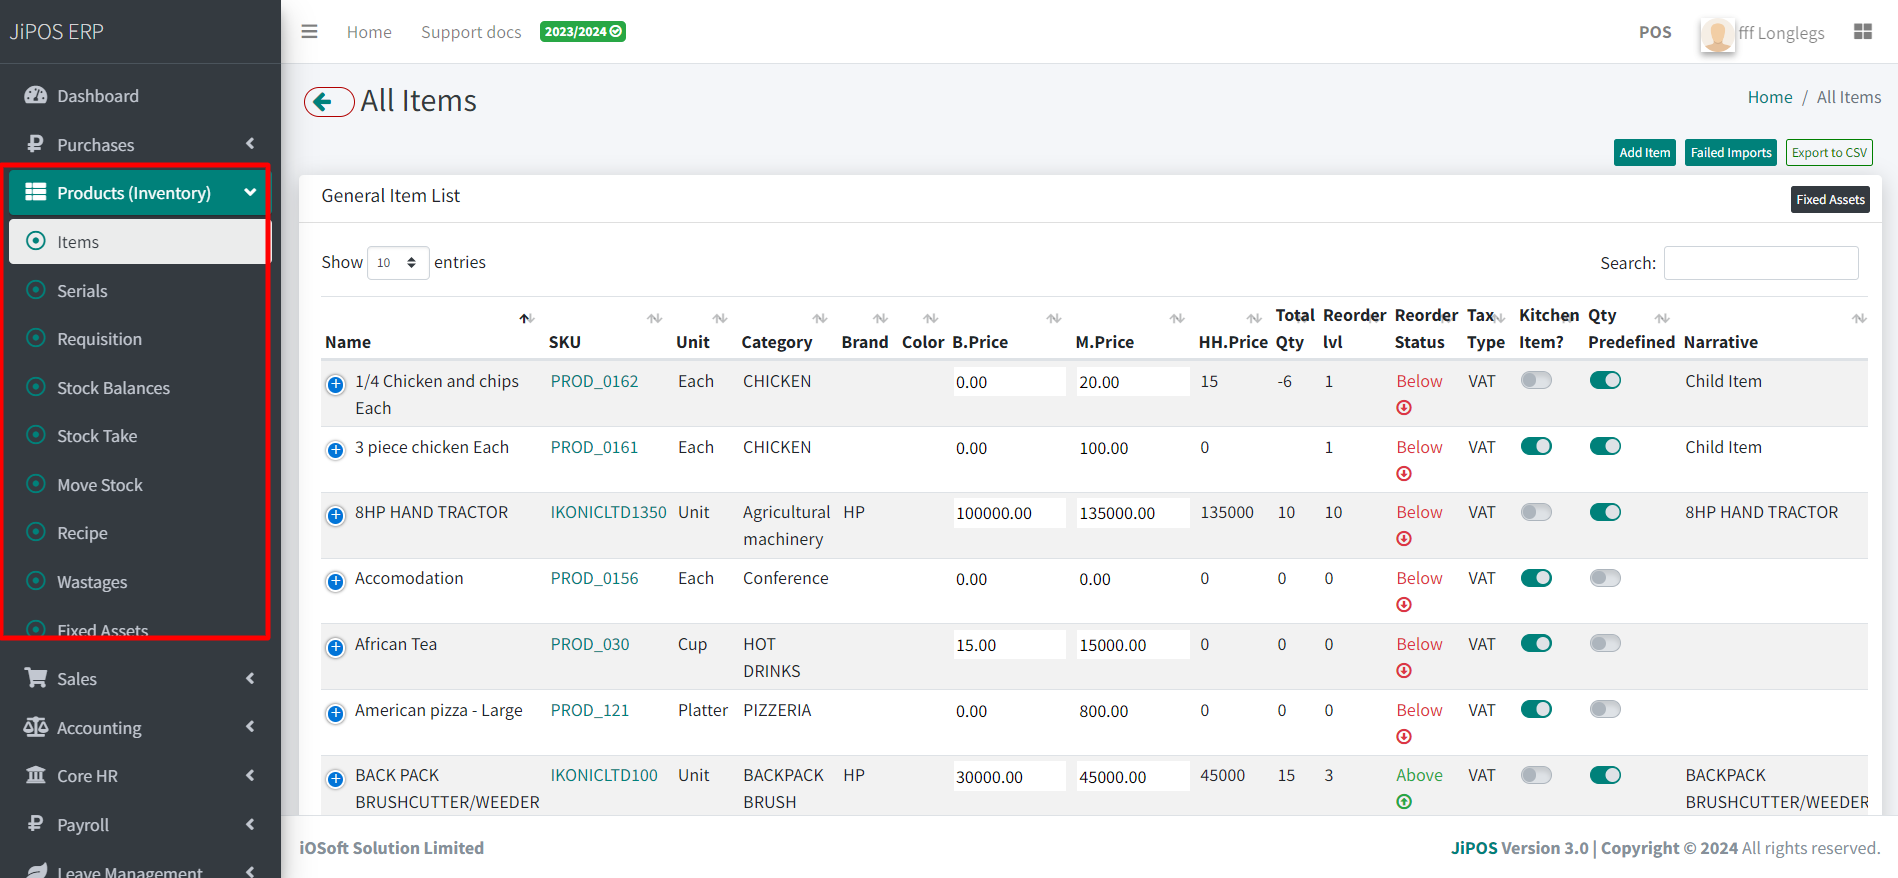 JiPOS ERP
Home
Support docs
2023/2024
POS
fff Longlegs
Dashboard
Purchases
Products (Inventory)
Items
Serials
Requisition
Stock Balances
Stock Take
Move Stock
Recipe
Wastages
Fixed Assets
Sales
Accounting
Core HR
Payroll
Leave Management
All Items
Home / All Items
Add Item
Failed Imports
Export to CSV
General Item List
Fixed Assets
Show 10 entries
Search:
Name SKU Unit Category Brand Color B.Price M.Price HH.Price Total Qty Reorder lvl Reorder Status Tax Type Kitchen Item? Qty Predefined Narrative
1/4 Chicken and chips Each PROD_0162 Each CHICKEN 0.00 20.00 15 -6 1 Below VAT Child Item
3 piece chicken Each PROD_0161 Each CHICKEN 0.00 100.00 0 1 Below VAT Child Item
8HP HAND TRACTOR IKONICLTD1350 Unit Agricultural machinery HP 100000.00 135000.00 135000 10 10 Below VAT 8HP HAND TRACTOR
Accomodation PROD_0156 Each Conference 0.00 0.00 0 0 0 Below VAT
African Tea PROD_030 Cup HOT DRINKS 15.00 15000.00 0 0 0 Below VAT
American pizza - Large PROD_121 Platter PIZZERIA 0.00 800.00 0 0 0 Below VAT
BACK PACK BRUSHCUTTER/WEEDER IKONICLTD100 Unit BACKPACK BRUSH HP 30000.00 45000.00 45000 15 3 Above VAT BACKPACK BRUSHCUTTER/WEEDER
iOSoft Solution Limited
JiPOS Version 3.0 | Copyright © 2024 All rights reserved.